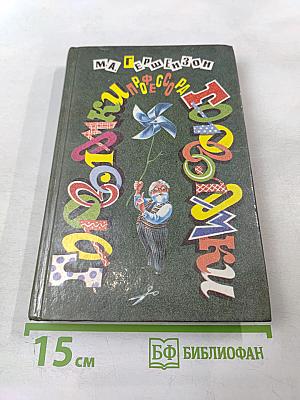 М.А. ГЕРШЕНЗОН
ГОЛОВОЛОМКИ
ПРОФЕССОРА
ГОЛОВОЛОМКИ
15 см
БФ БИБЛИОФАН